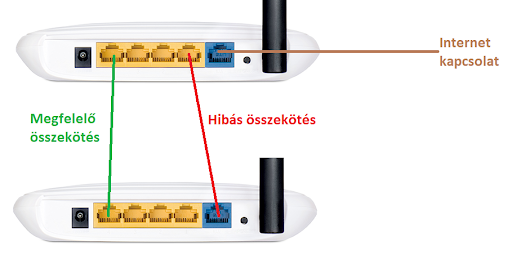 Internet
kapcsolat
Megfelelő
összekötés
Hibás összekötés